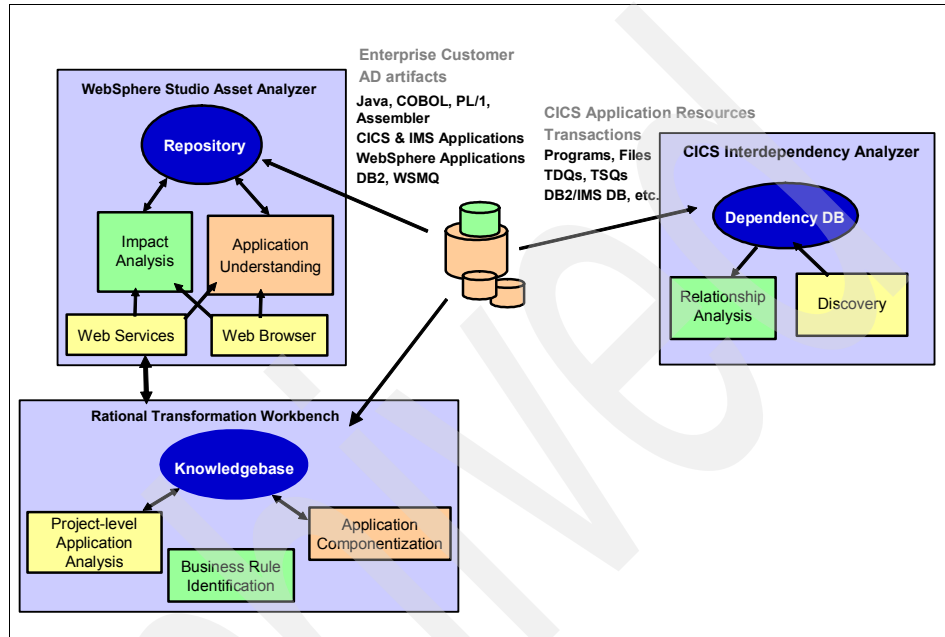 Enterprise Customer
AD artifacts
Java, COBOL, PL/1,
Assembler
CICS & IMS Applications
WebSphere Applications
DB2, WSMQ
CICS Application Resources
Transactions
Programs, Files
TDQs, TSQs
DB2/IMS DB, etc.
WebSphere Studio Asset Analyzer
Repository
Impact
Analysis
Application
Understanding
Web Services
Web Browser
CICS Interdependency Analyzer
Dependency DB
Relationship
Analysis
Discovery
Rational Transformation Workbench
Knowledgebase
Project-level
Application
Analysis
Business Rule
Identification
Application
Componentization